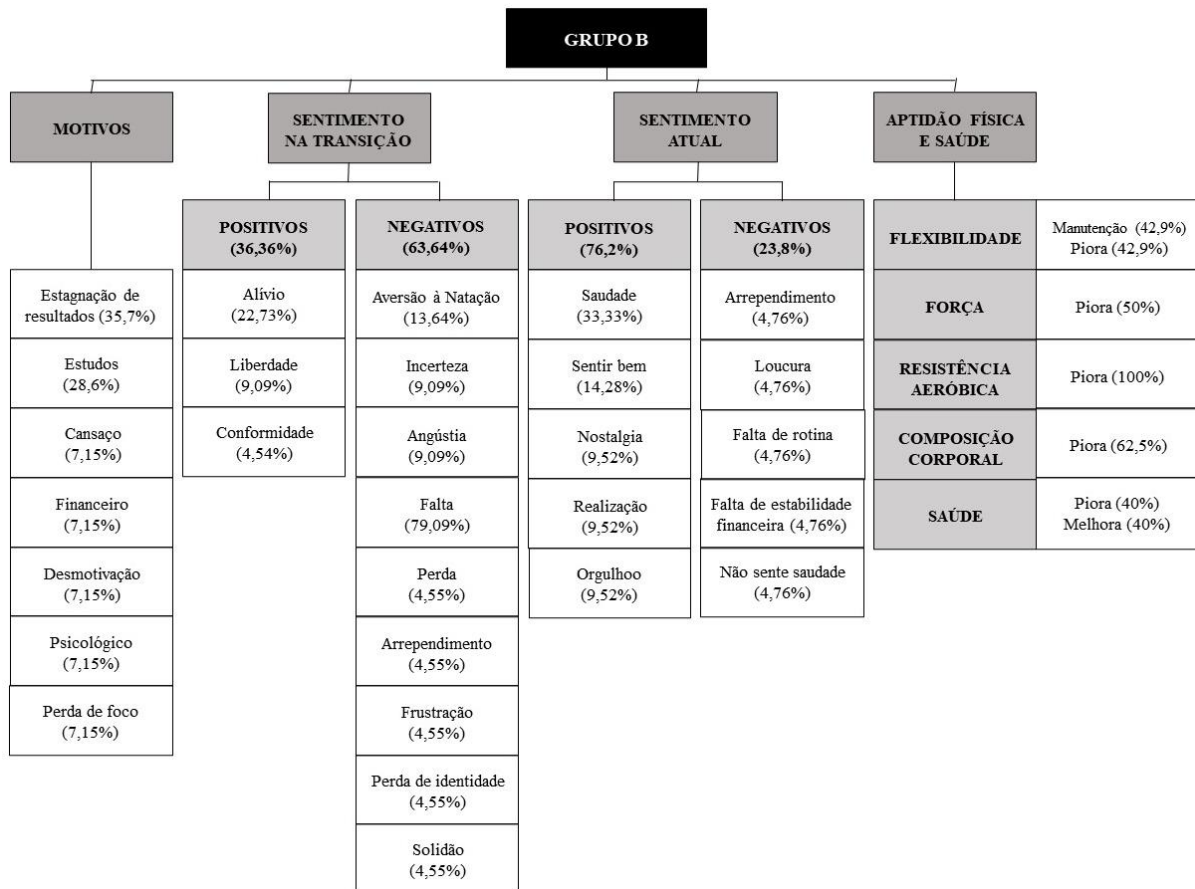 GRUPO B
MOTIVOS
Estagnação de
resultados (35,7%)
Estudos
(28,6%)
Cansaço
(7,15%)
Financeiro
(7,15%)
Desmotivação
(7,15%)
Psicológico
(7,15%)
Perda de foco
(7,15%)
SENTIMENTO
NA TRANSIÇÃO
POSITIVOS
(36,36%)
Alívio
(22,73%)
Liberdade
(9,09%)
Conformidade
(4,54%)
NEGATIVOS
(63,64%)
Aversão à Natação
(13,64%)
Incerteza
(9,09%)
Angústia
(9,09%)
Falta
(79,09%)
Perda
(4,55%)
Arrependimento
(4,55%)
Frustração
(4,55%)
Perda de identidade
(4,55%)
Solidão
(4,55%)
SENTIMENTO
ATUAL
POSITIVOS
(76,2%)
Saudade
(33,33%)
Sentir bem
(14,28%)
Nostalgia
(9,52%)
Realização
(9,52%)
Orgulhoo
(9,52%)
NEGATIVOS
(23,8%)
Arrependimento
(4,76%)
Loucura
(4,76%)
Falta de rotina
(4,76%)
Falta de estabilidade
financeira (4,76%)
Não sente saudade
(4,76%)
APTIDÃO FÍSICA
E SAÚDE
FLEXIBILIDADE
Manutenção (42,9%)
Piora (42,9%)
FORÇA
Piora (50%)
RESISTÊNCIA
AERÓBICA
Piora (100%)
COMPOSIÇÃO
CORPORAL
Piora (62,5%)
SAÚDE
Piora (40%)
Melhora (40%)